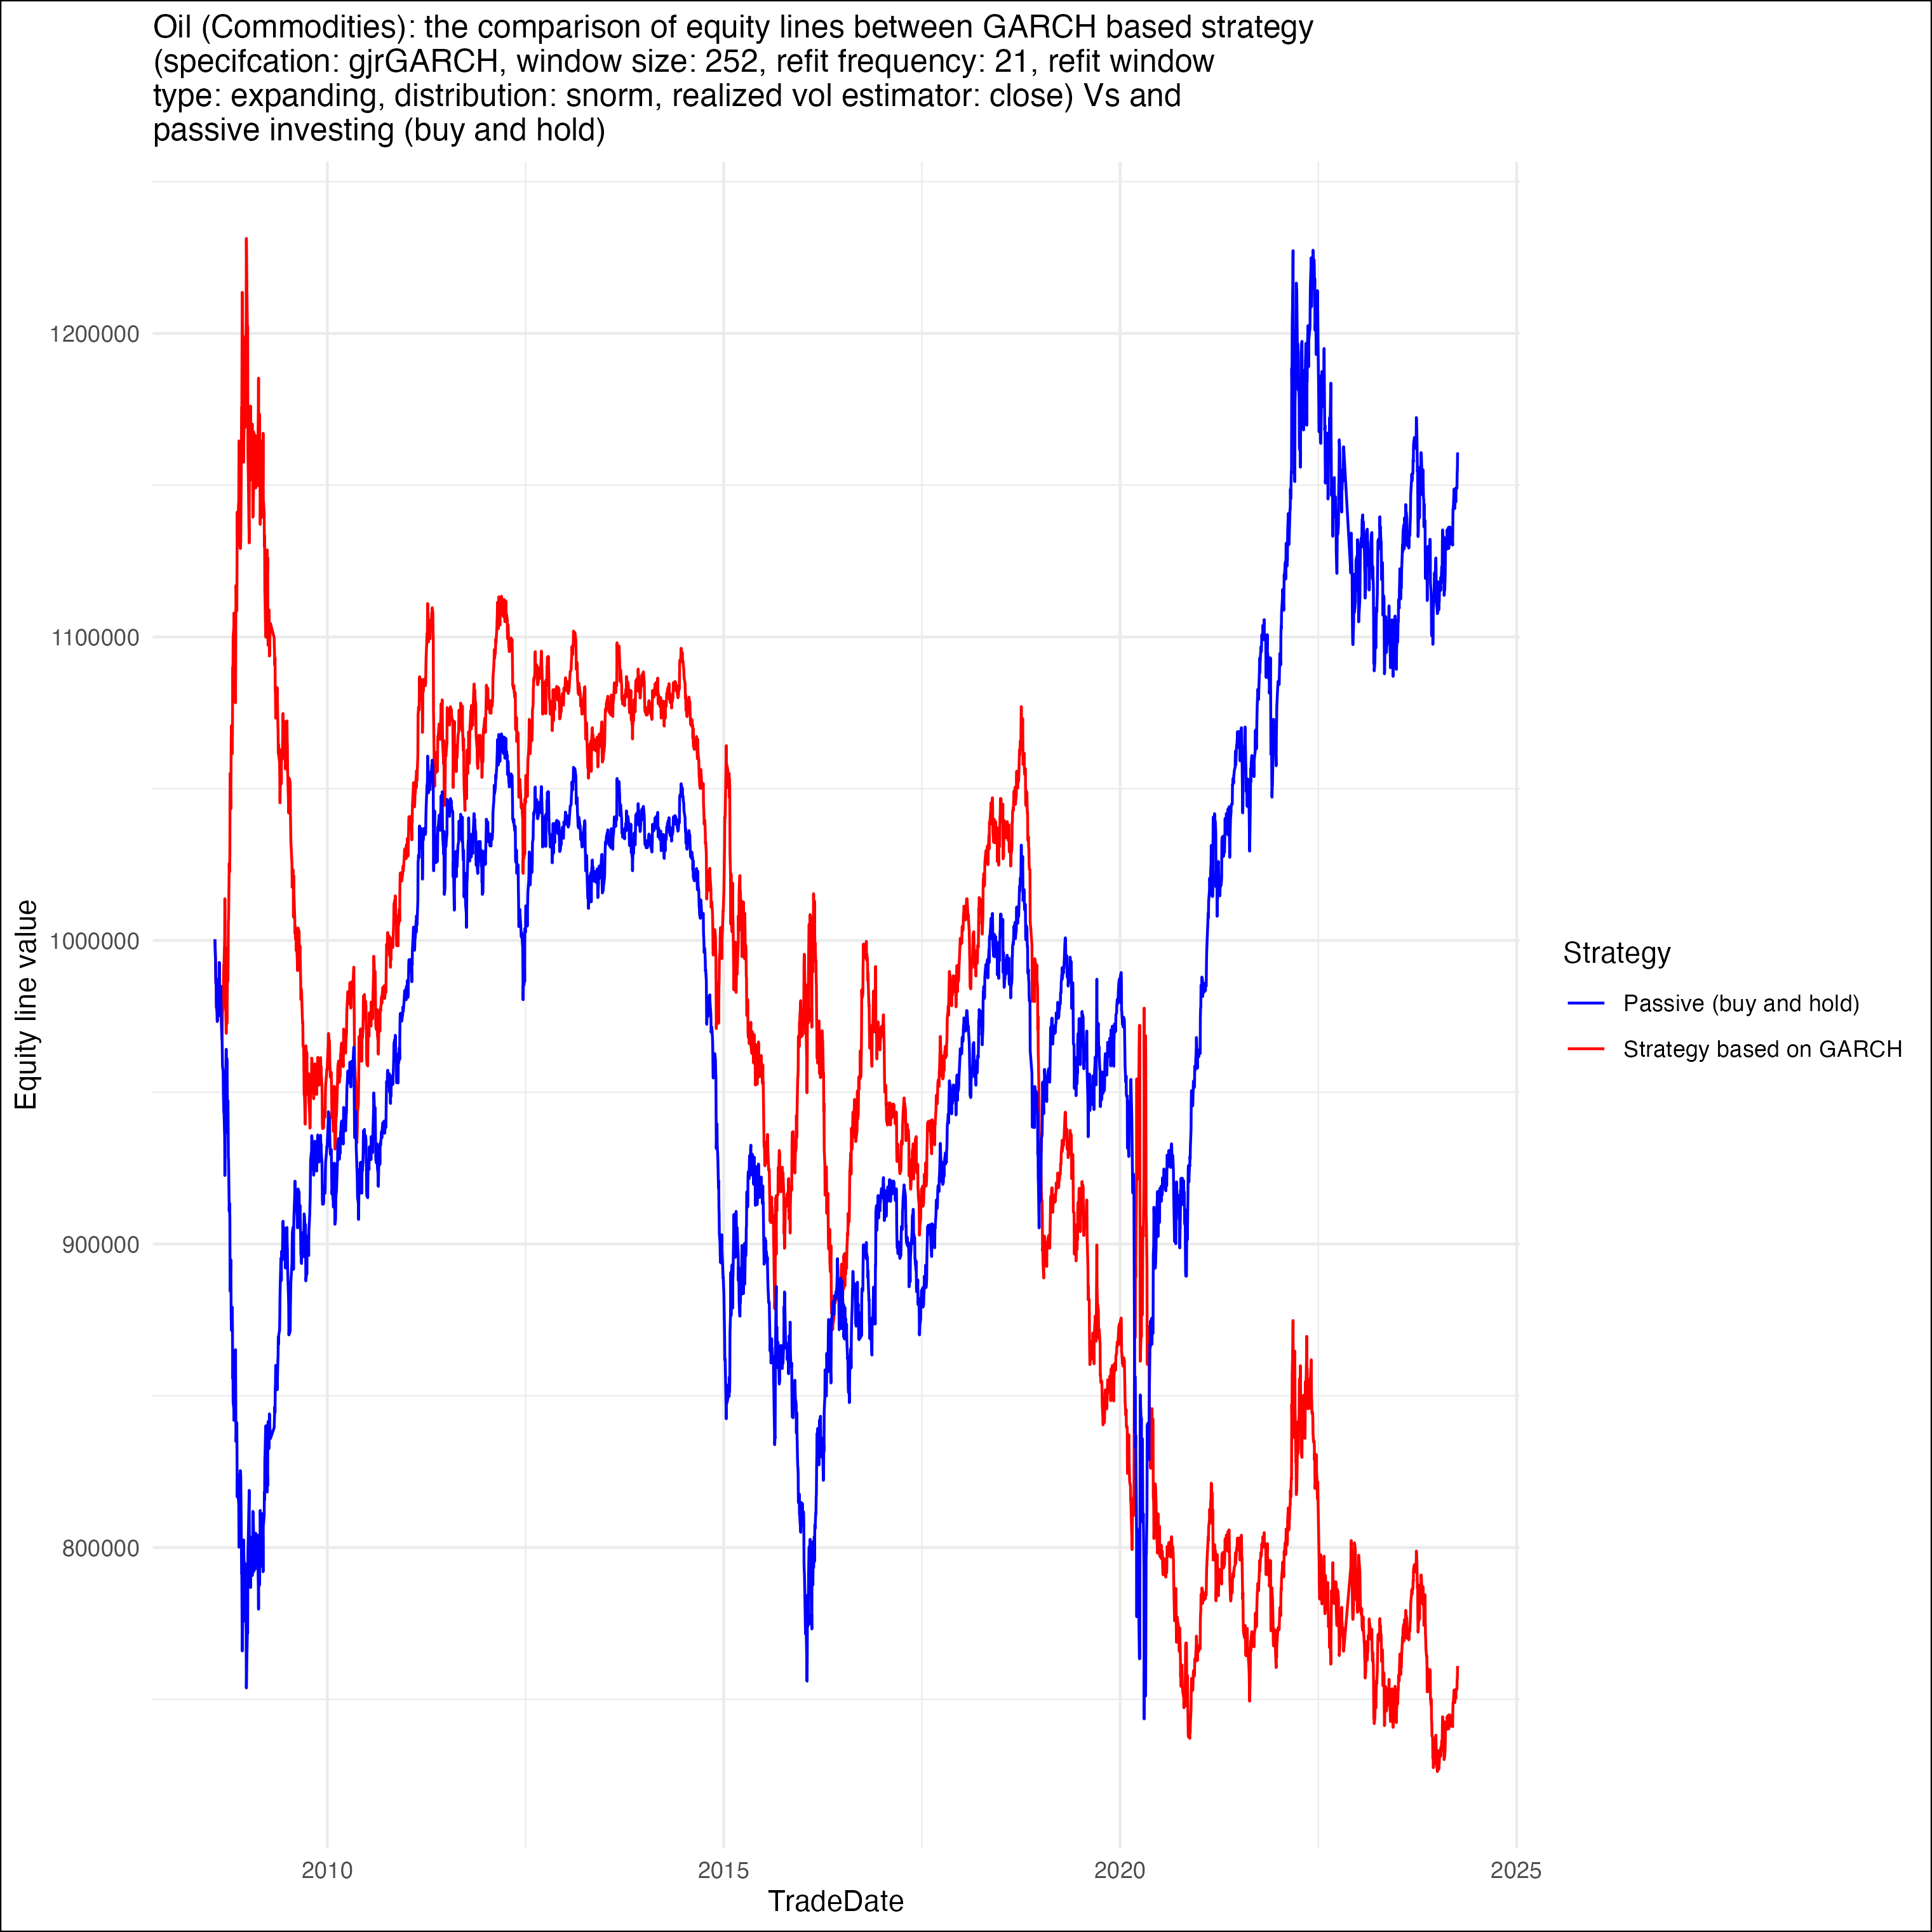 Oil (Commodities): the comparison of equity lines between GARCH based strategy
(specifcation: gjrGARCH, window size: 252, refit frequency: 21, refit window
type: expanding, distribution: snorm, realized vol estimator: close) Vs and
passive investing (buy and hold)
Equity line value
1200000
1100000
1000000
900000
800000
2010
2015
2020
2025
TradeDate
Strategy
Passive (buy and hold)
Strategy based on GARCH